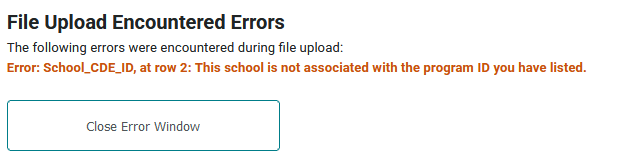 File Upload Encountered Errors
The following errors were encountered during file upload:
Error: School_CDE_ID, at row 2: This school is not associated with the program ID you have listed.
Close Error Window